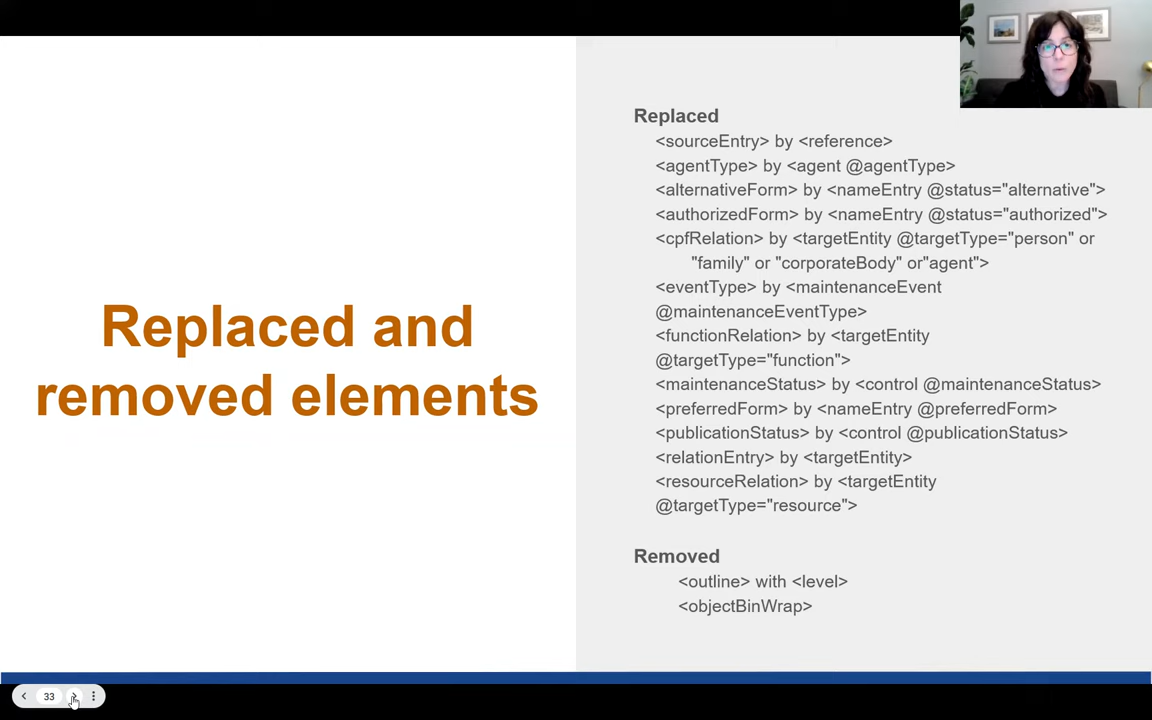 Replaced and
removed elements
Replaced
<sourceEntry> by <reference>
<agentType> by <agent @agentType>
<alternativeForm> by <nameEntry @status="alternative">
<authorizedForm> by <nameEntry @status="authorized">
<cpfRelation> by <targetEntity @targetType="person" or
"family" or "corporateBody" or"agent">
<eventType> by <maintenanceEvent
@maintenanceEventType>
<functionRelation> by <targetEntity
@targetType="function">
<maintenanceStatus> by <control @maintenanceStatus>
<preferredForm> by <nameEntry @preferredForm>
<publicationStatus> by <control @publicationStatus>
<relationEntry> by <targetEntity>
<resourceRelation> by <targetEntity
@targetType="resource">
Removed
<outline> with <level>
<objectBinWrap>
33